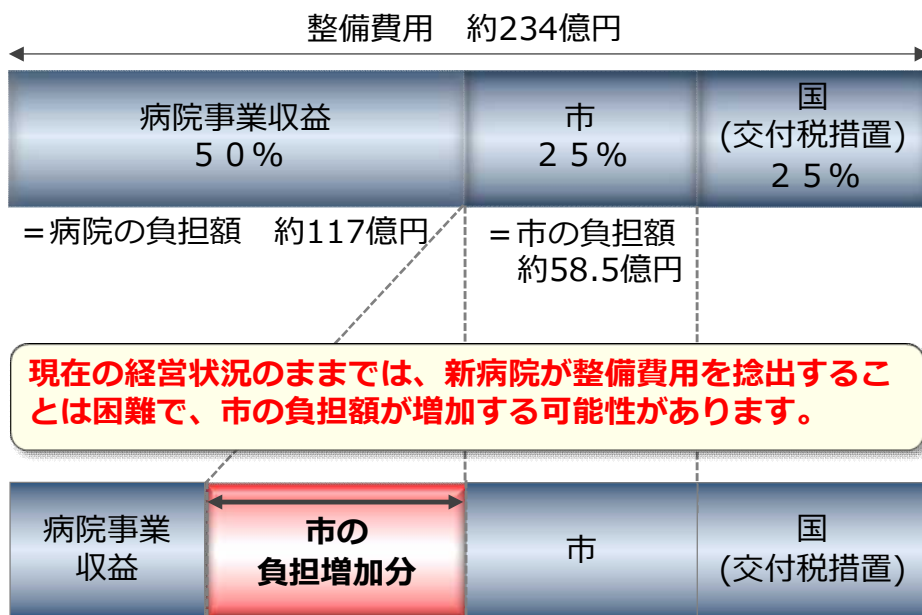 整備費用　約234億円
病院事業収益
５０%
市
２５%
国
(交付税措置)
２５%
＝病院の負担額　約117億円
＝市の負担額
約58.5億円
現在の経営状況のままでは、新病院が整備費用を捻出するこ
とは困難で、市の負担額が増加する可能性があります。
病院事業
収益
市の
負担増加分
市
国
(交付税措置)